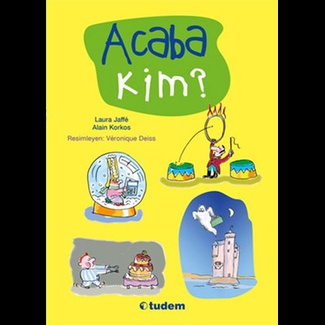 Acaba
kim?
Laura Jaffé
Alain Korkos
Resimleyen: Véronique Deiss
tudem